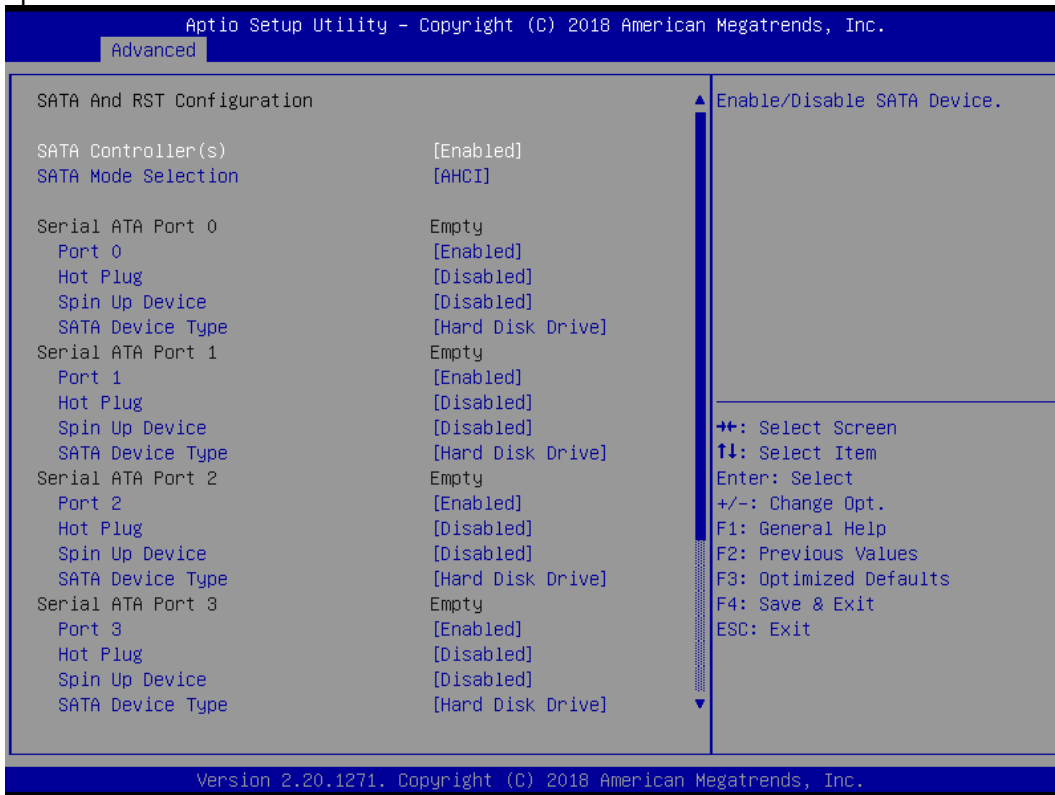 Aptio Setup Utility – Copyright (C) 2018 American Megatrends, Inc.
Advanced
SATA And RST Configuration
SATA Controller(s) [Enabled]
SATA Mode Selection [AHCI]
Serial ATA Port 0 Empty
Port 0 [Enabled]
Hot Plug [Disabled]
Spin Up Device [Disabled]
SATA Device Type [Hard Disk Drive]
Serial ATA Port 1 Empty
Port 1 [Enabled]
Hot Plug [Disabled]
Spin Up Device [Disabled]
SATA Device Type [Hard Disk Drive]
Serial ATA Port 2 Empty
Port 2 [Enabled]
Hot Plug [Disabled]
Spin Up Device [Disabled]
SATA Device Type [Hard Disk Drive]
Serial ATA Port 3 Empty
Port 3 [Enabled]
Hot Plug [Disabled]
Spin Up Device [Disabled]
SATA Device Type [Hard Disk Drive]
Enable/Disable SATA Device.
→←: Select Screen
↑↓: Select Item
Enter: Select
+/-: Change Opt.
F1: General Help
F2: Previous Values
F3: Optimized Defaults
F4: Save & Exit
ESC: Exit
Version 2.20.1271. Copyright (C) 2018 American Megatrends, Inc.